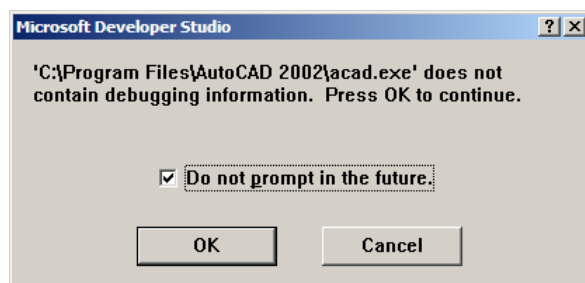 Microsoft Developer Studio
'C:\Program Files\AutoCAD 2002\acad.exe' does not
contain debugging information.  Press OK to continue.
Do not prompt in the future.
OK Cancel